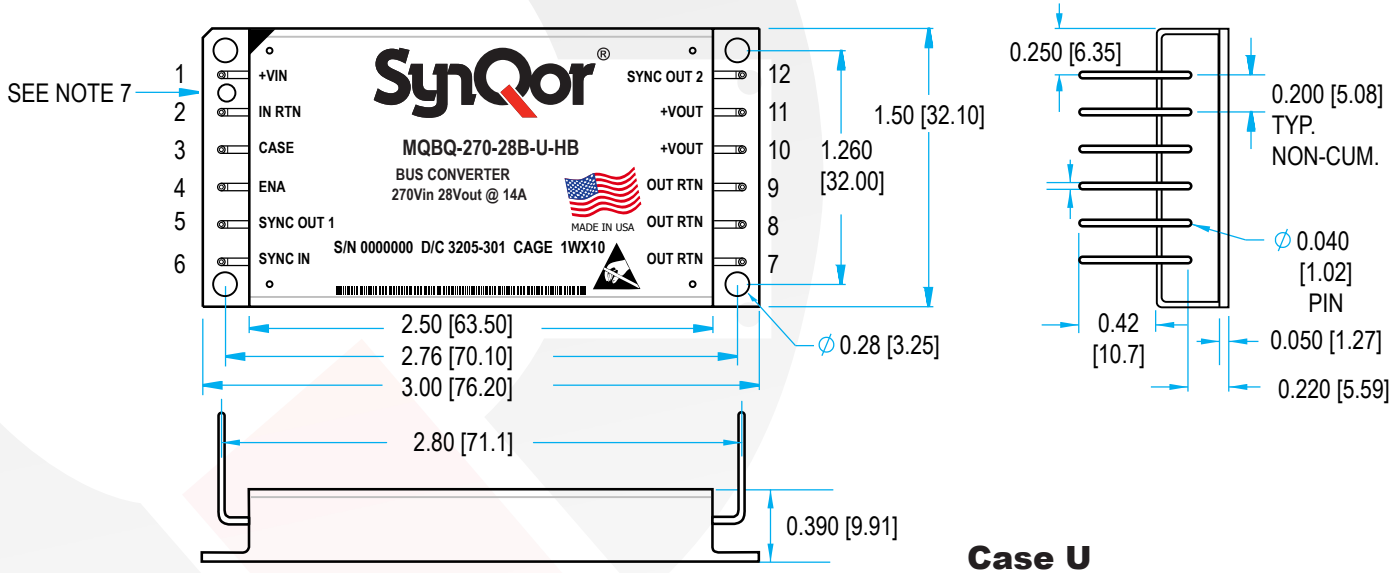 SEE NOTE 7
1
2
3
4
5
6
+VIN
IN RTN
CASE
ENA
SYNC OUT 1
SYNC IN
SynQor®
MQBQ-270-28B-U-HB
BUS CONVERTER
270Vin 28Vout @ 14A
MADE IN USA
S/N 0000000 D/C 3205-301 CAGE 1WX10
SYNC OUT 2
+VOUT
+VOUT
OUT RTN
OUT RTN
OUT RTN
12
11
10
9
8
7
1.260
[32.00]
1.50 [32.10]
2.50 [63.50]
2.76 [70.10]
3.00 [76.20]
∅ 0.28 [3.25]
0.250 [6.35]
0.200 [5.08]
TYP.
NON-CUM.
∅ 0.040
[1.02]
PIN
0.42
[10.7]
0.050 [1.27]
0.220 [5.59]
2.80 [71.1]
0.390 [9.91]
Case U